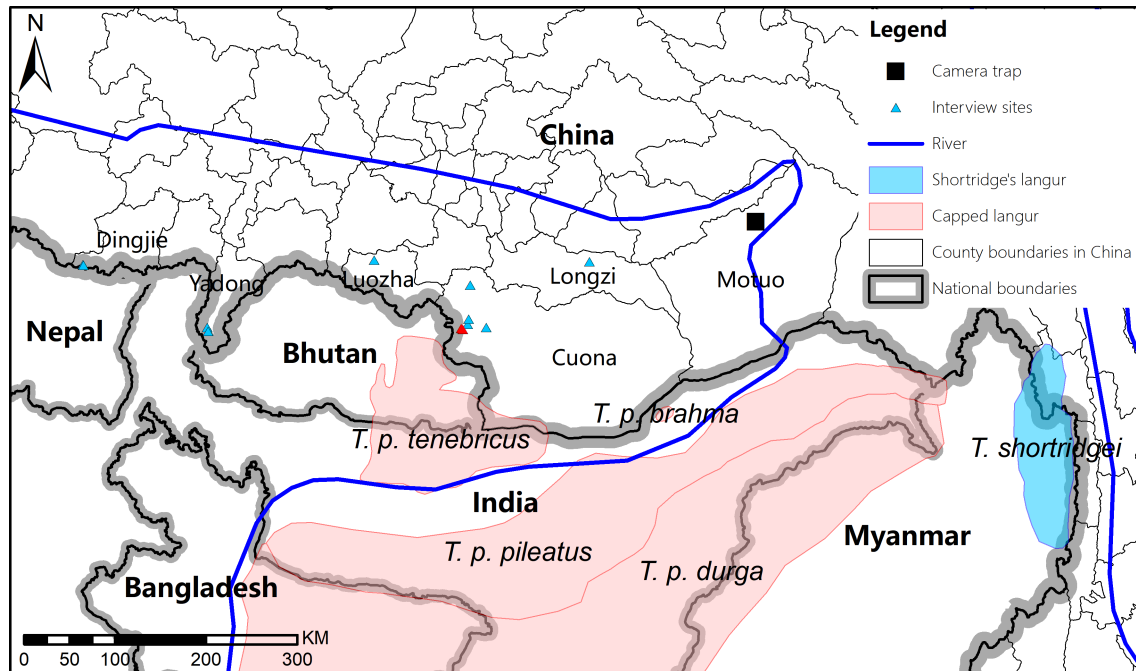 N
Legend
Camera trap
Interview sites
River
Shortridge's langur
Capped langur
County boundaries in China
National boundaries
China
Dingjie
Yadong
Luozha
Longzi
Motuo
Nepal
Bhutan
Cuona
T. p. brahma
T. p. tenebricus
T. shortridgei
India
T. p. pileatus
Myanmar
T. p. durga
Bangladesh
KM
0 50 100 200 300